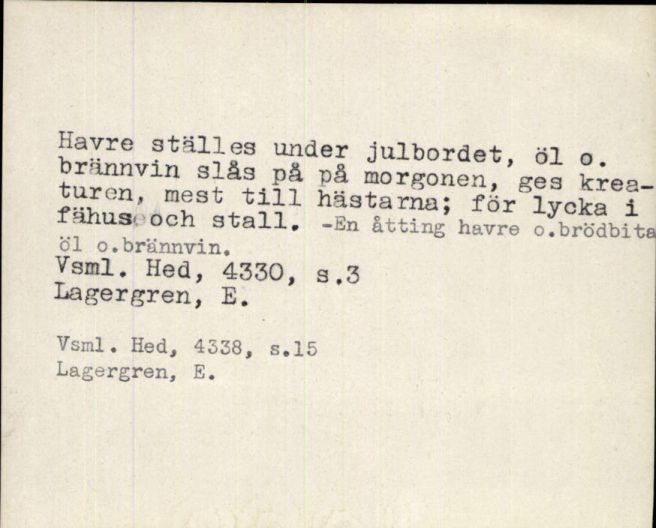 Havre ställes under julbordet, öl o.
brännvin slås på på morgonen, ges krea-
turen, mest till hästarna; för lycka i
fähus och stall. -En åtting havre o.brödbita
öl o.brännvin.
Vsml. Hed, 4330, s.3
Lagergren, E.
Vsml. Hed, 4338, s.15
Lagergren, E.